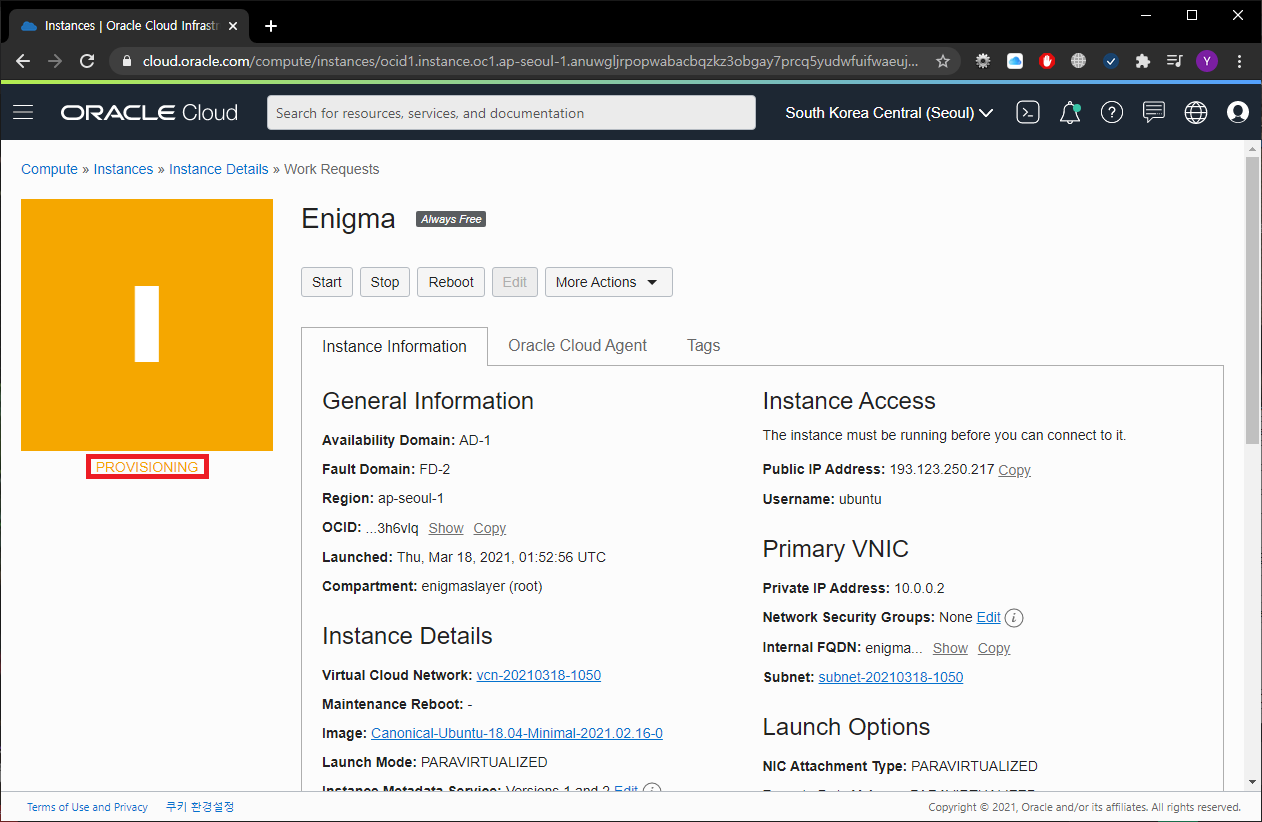 Instances | Oracle Cloud Infrastr
cloud.oracle.com/compute/instances/ocid1.instance.oc1.ap-seoul-1.anuwgljrpopwabacbqzkz3obgay7prcq5yudwfuifwaeuj...
Y
ORACLE Cloud
Search for resources, services, and documentation
South Korea Central (Seoul)
Compute » Instances » Instance Details » Work Requests
I
PROVISIONING
Enigma Always Free
Start Stop Reboot Edit More Actions
Instance Information Oracle Cloud Agent Tags
General Information
Availability Domain: AD-1
Fault Domain: FD-2
Region: ap-seoul-1
OCID: ...3h6vlq Show Copy
Launched: Thu, Mar 18, 2021, 01:52:56 UTC
Compartment: enigmaslayer (root)
Instance Details
Virtual Cloud Network: vcn-20210318-1050
Maintenance Reboot: -
Image: Canonical-Ubuntu-18.04-Minimal-2021.02.16-0
Launch Mode: PARAVIRTUALIZED
Instance Metadata Service: Versions 1 and 2 Edit
Instance Access
The instance must be running before you can connect to it.
Public IP Address: 193.123.250.217 Copy
Username: ubuntu
Primary VNIC
Private IP Address: 10.0.0.2
Network Security Groups: None Edit
Internal FQDN: enigma... Show Copy
Subnet: subnet-20210318-1050
Launch Options
NIC Attachment Type: PARAVIRTUALIZED
Terms of Use and Privacy 쿠키 환경설정
Copyright © 2021, Oracle and/or its affiliates. All rights reserved.